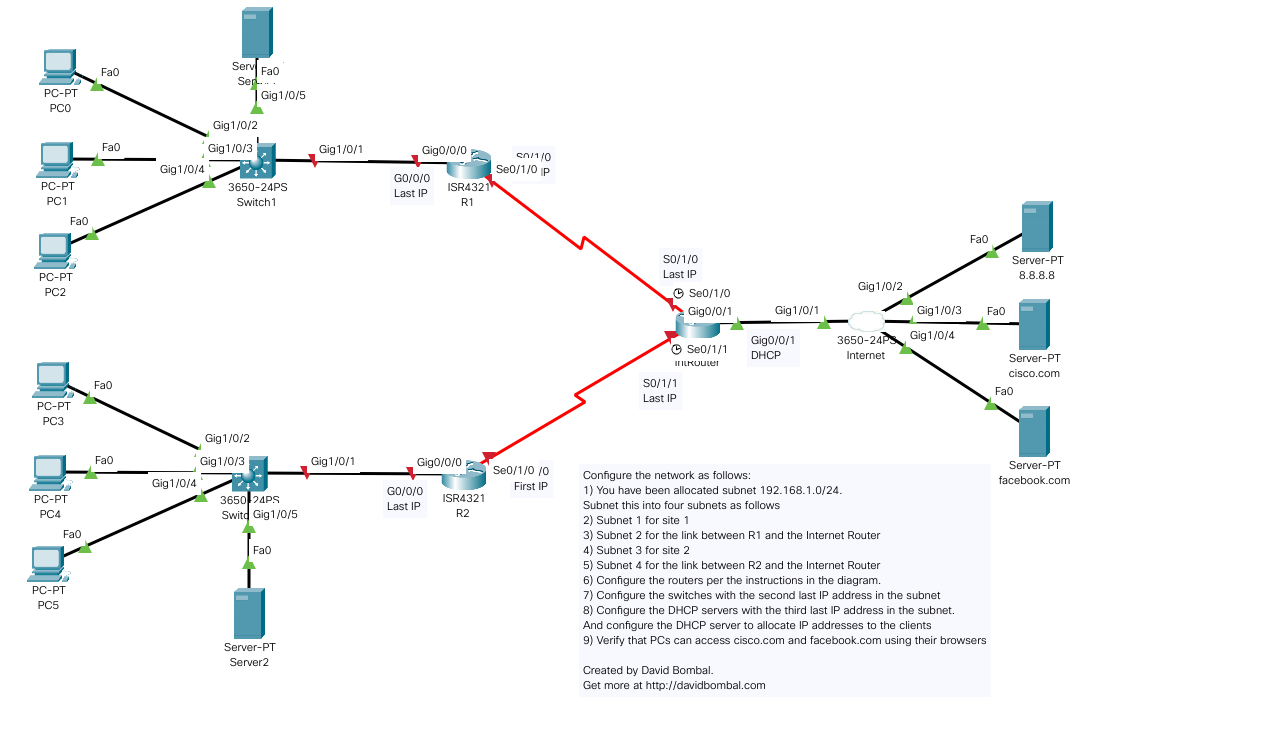 Fa0
PC-PT
PC0
Fa0
Gig1/0/5
Gig1/0/2
Fa0
PC-PT
PC1
Gig1/0/3
Gig1/0/4
3650-24PS
Switch1
Gig1/0/1
Gig0/0/0
G0/0/0
Last IP
ISR4321
R1
Se0/1/0
IP
Fa0
PC-PT
PC2
S0/1/0
Last IP
Se0/1/0
Gig0/0/1
Se0/1/1
IntRouter
S0/1/1
Last IP
Gig0/0/1
DHCP
Gig1/0/1
3650-24PS
Internet
Gig1/0/2
Gig1/0/3
Gig1/0/4
Fa0
Server-PT
8.8.8.8
Fa0
Server-PT
cisco.com
Fa0
Server-PT
facebook.com
Fa0
PC-PT
PC3
Gig1/0/2
Fa0
PC-PT
PC4
Gig1/0/3
Gig1/0/4
3650-24PS
Gig1/0/5
Gig1/0/1
Gig0/0/0
G0/0/0
Last IP
ISR4321
R2
Se0/1/0
/0
First IP
Fa0
PC-PT
PC5
Fa0
Server-PT
Server2
Configure the network as follows:
1) You have been allocated subnet 192.168.1.0/24.
Subnet this into four subnets as follows
2) Subnet 1 for site 1
3) Subnet 2 for the link between R1 and the Internet Router
4) Subnet 3 for site 2
5) Subnet 4 for the link between R2 and the Internet Router
6) Configure the routers per the instructions in the diagram.
7) Configure the switches with the second last IP address in the subnet
8) Configure the DHCP servers with the third last IP address in the subnet.
And configure the DHCP server to allocate IP addresses to the clients
9) Verify that PCs can access cisco.com and facebook.com using their browsers
Created by David Bombal.
Get more at http://davidbombal.com